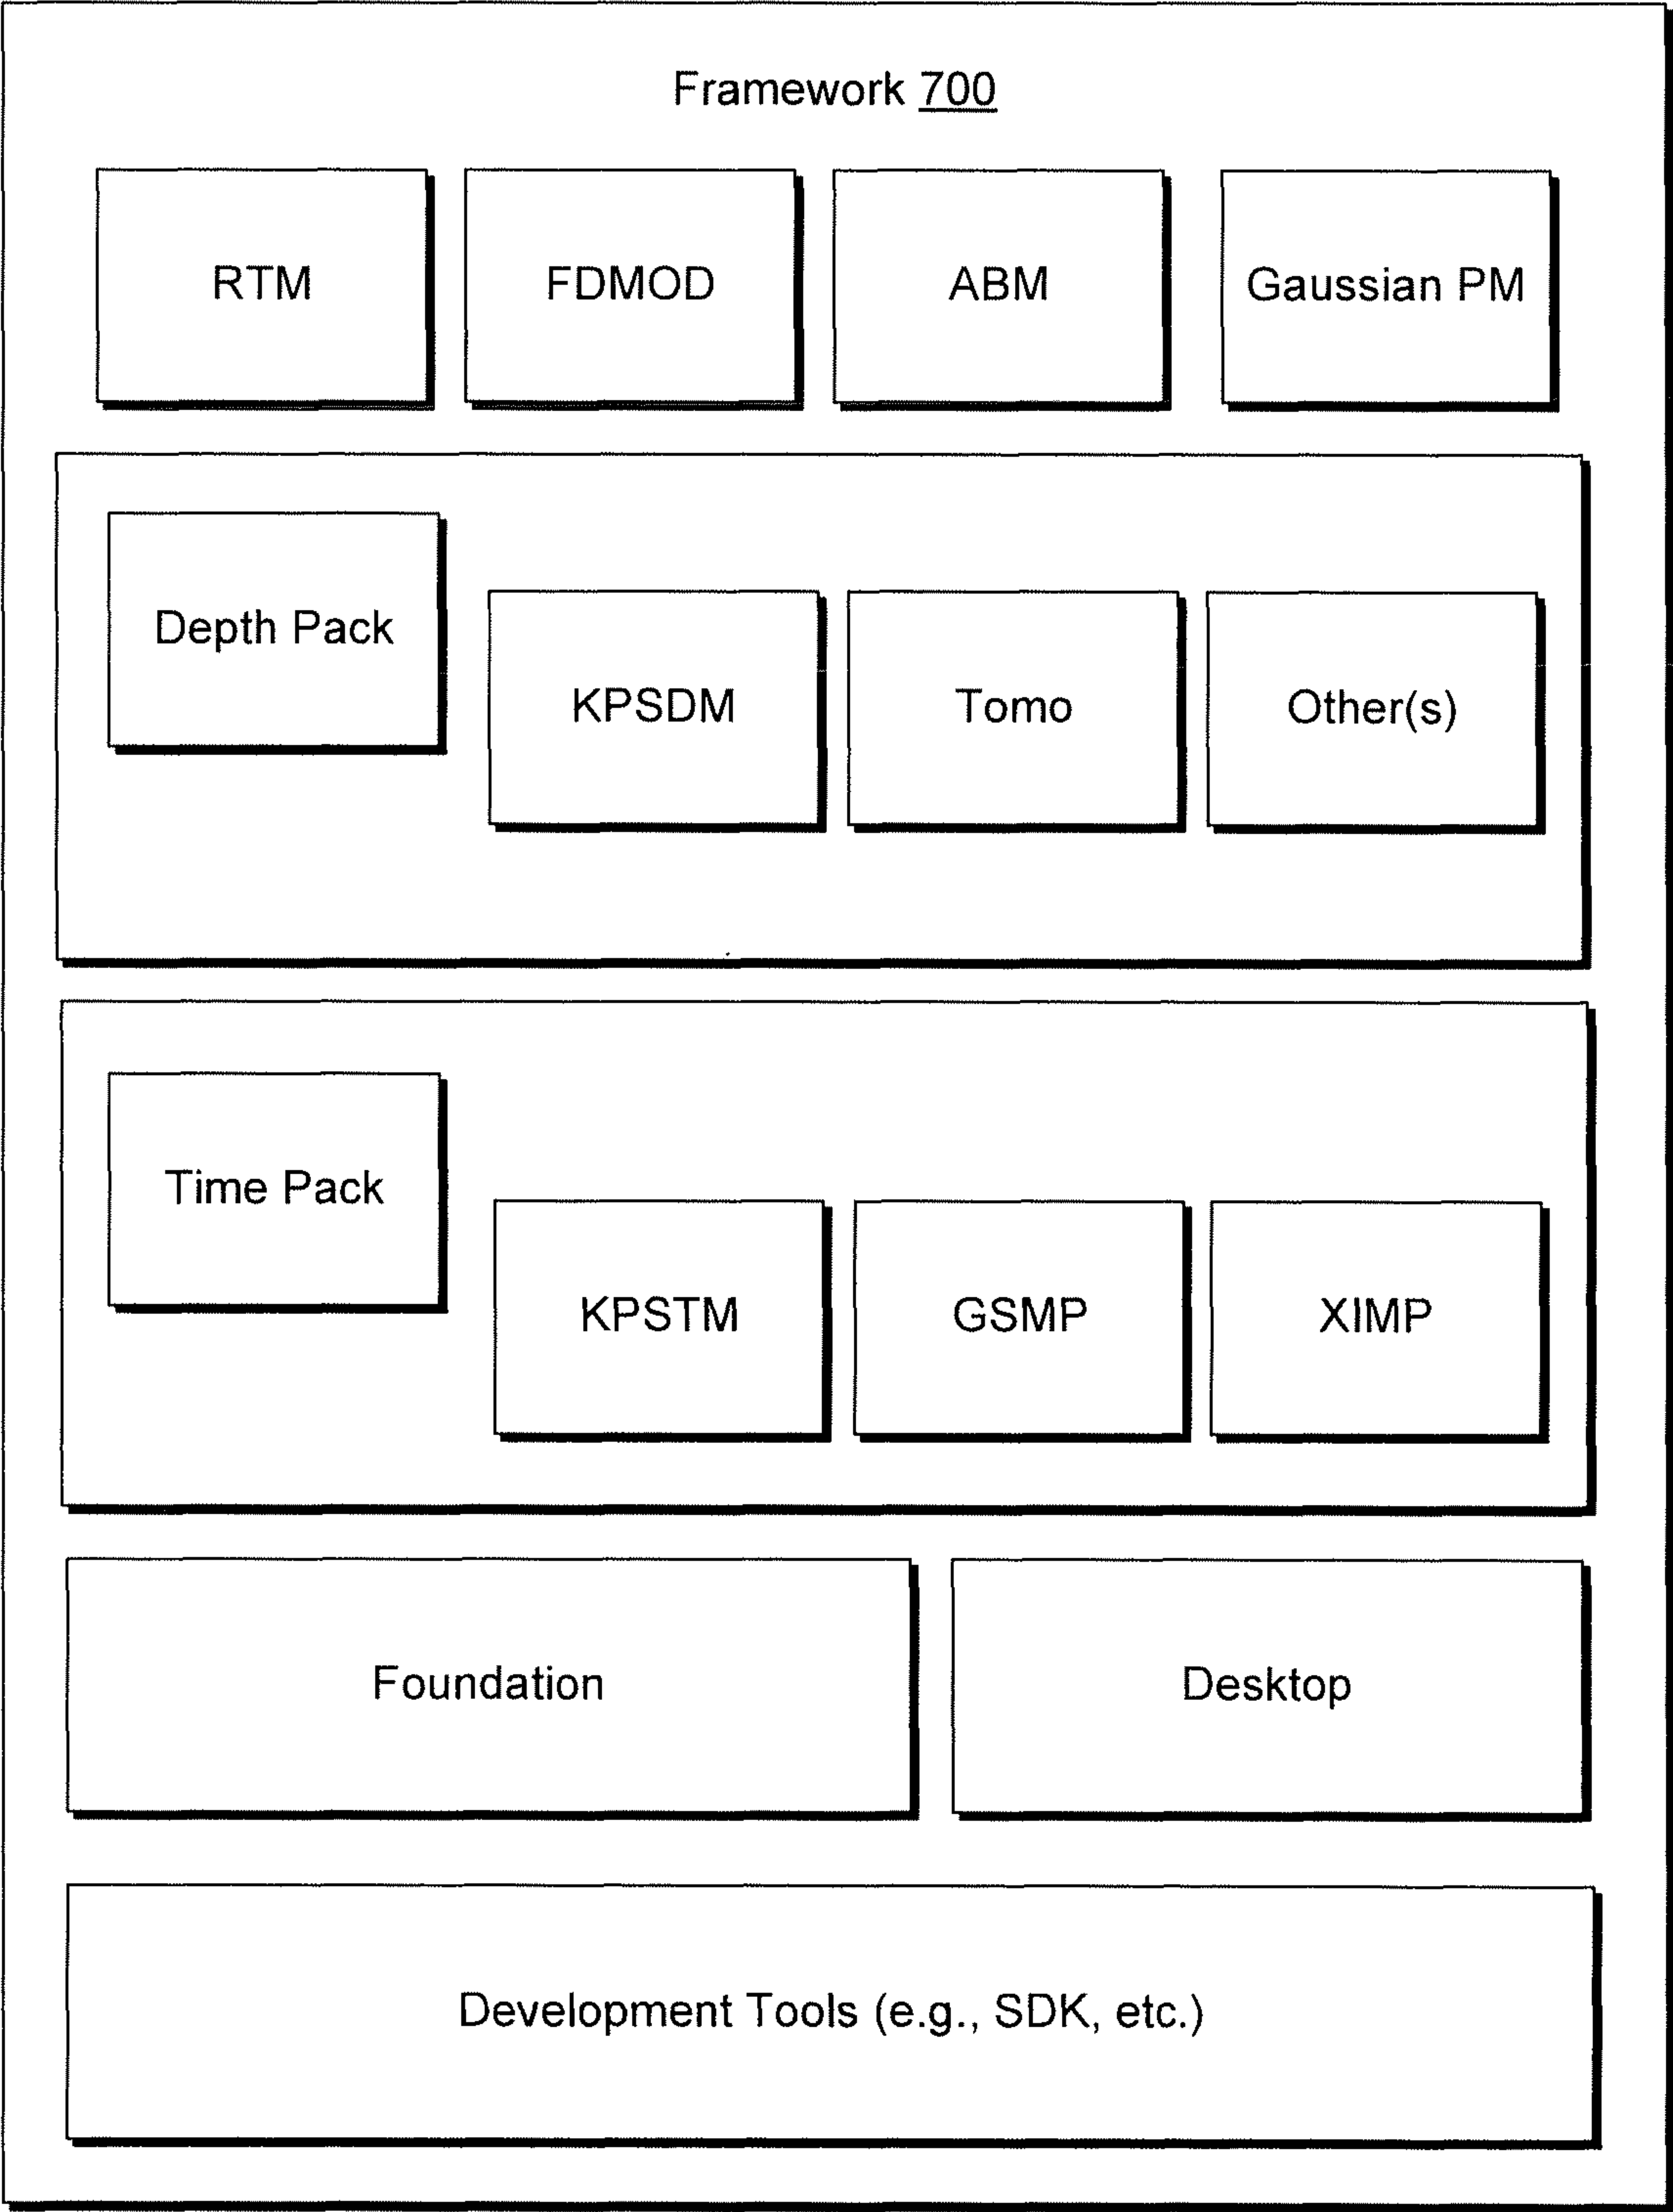 Framework 700
RTM
FDMOD
ABM
Gaussian PM
Depth Pack
KPSDM
Tomo
Other(s)
Time Pack
KPSTM
GSMP
XIMP
Foundation
Desktop
Development Tools (e.g., SDK, etc.)